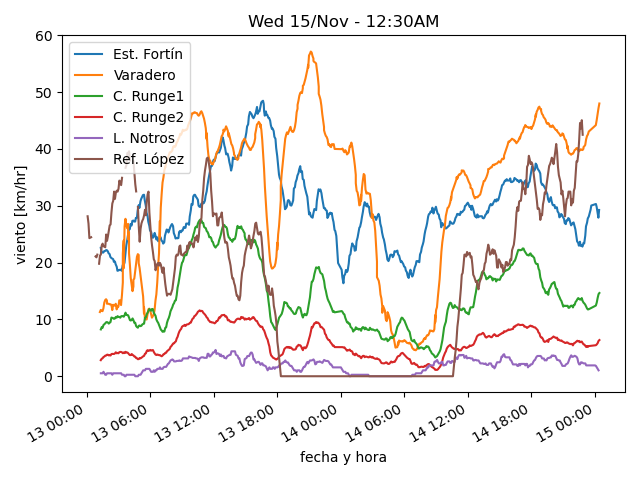 Wed 15/Nov - 12:30AM
60
50
40
30
20
10
0
viento [km/hr]
Est. Fortín
Varadero
C. Runge1
C. Runge2
L. Notros
Ref. López
13 00:00
13 06:00
13 12:00
13 18:00
14 00:00
14 06:00
14 12:00
14 18:00
15 00:00
fecha y hora